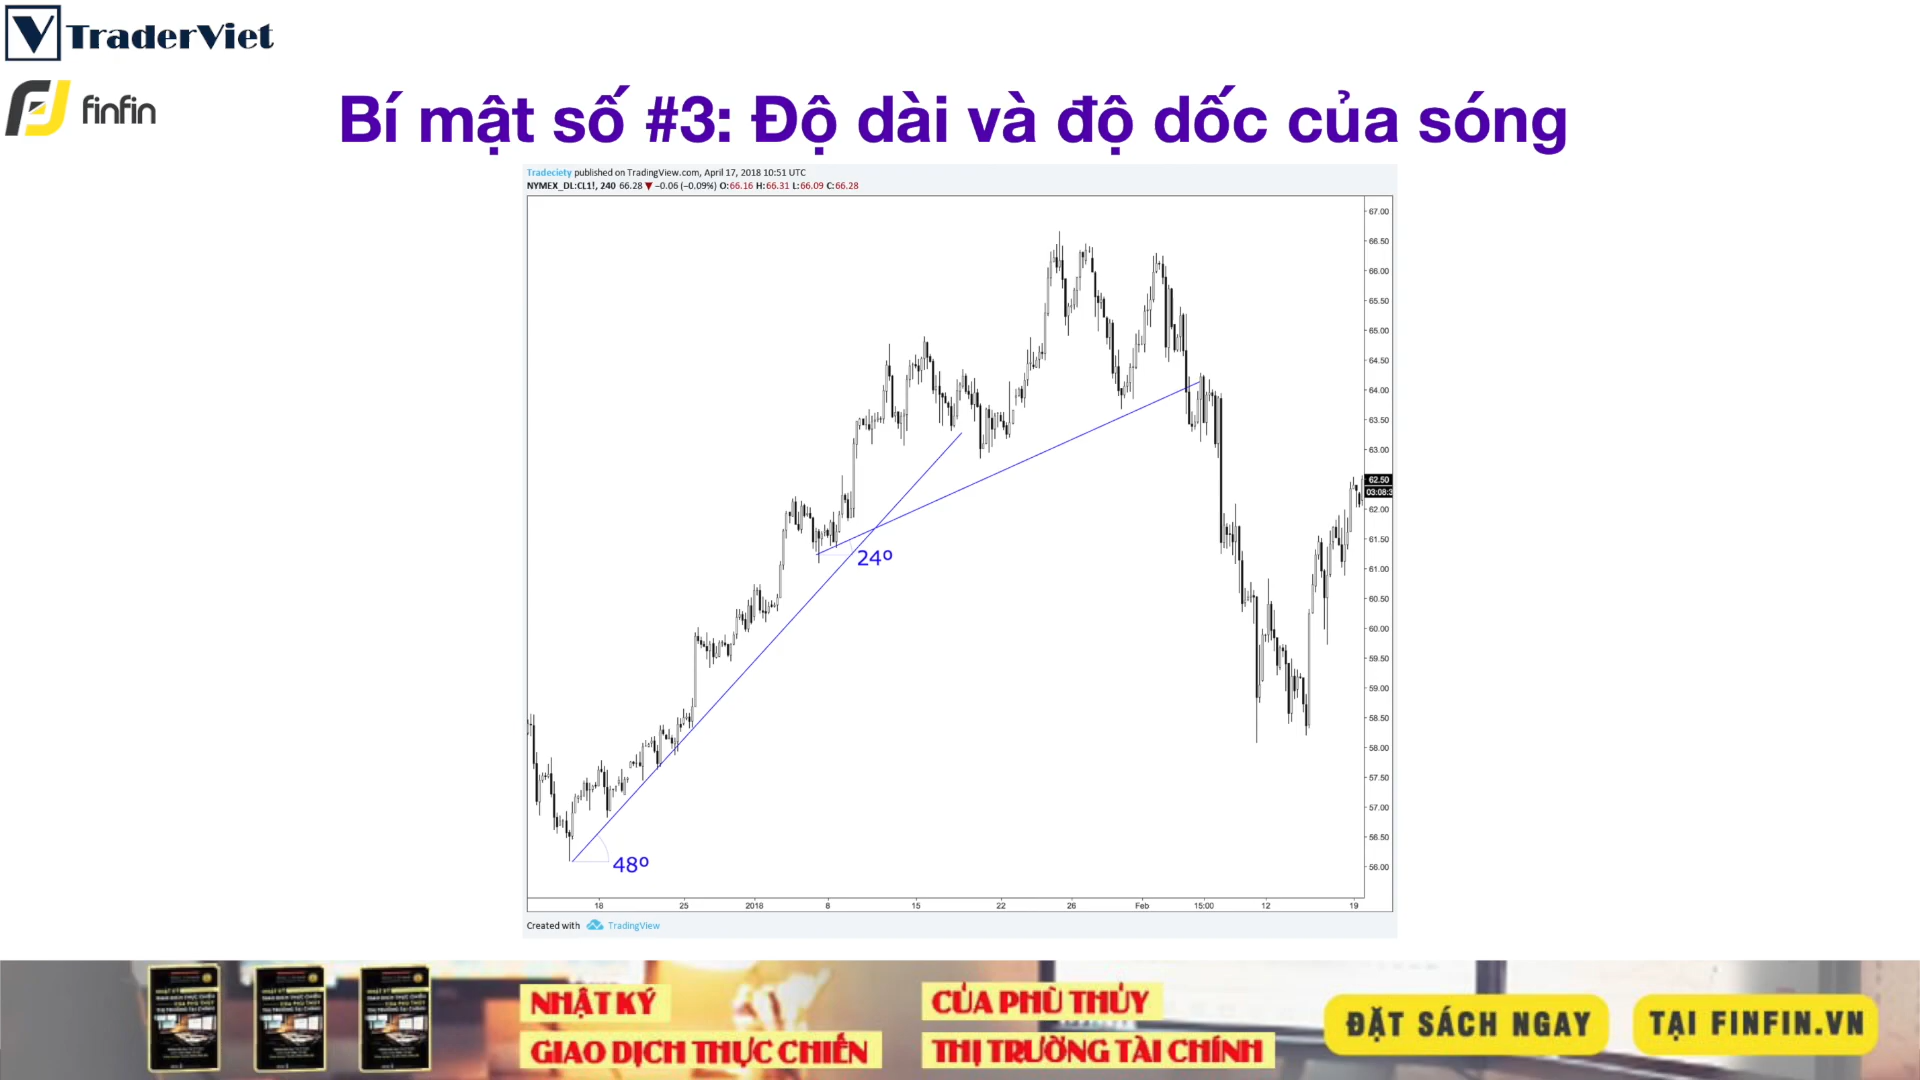 TraderViet
finfin
Bí mật số #3: Độ dài và độ dốc của sóng
Tradeciety published on TradingView.com, April 17, 2018 10:51 UTC
NYMEX_DL:CL1!, 240 66.28 ▼ −0.06 (−0.09%) O:66.16 H:66.31 L:66.09 C:66.28
67.00
66.50
66.00
65.50
65.00
64.50
64.00
63.50
63.00
62.50
03:08:3
62.00
61.50
61.00
60.50
60.00
59.50
59.00
58.50
58.00
57.50
57.00
56.50
56.00
24º
48º
18 25 2018 8 15 22 26 Feb 15:00 12 19
Created with TradingView
NHẬT KÝ
GIAO DỊCH THỰC CHIẾN
CỦA PHÙ THỦY
THỊ TRƯỜNG TÀI CHÍNH
ĐẶT SÁCH NGAY
TẠI FINFIN.VN